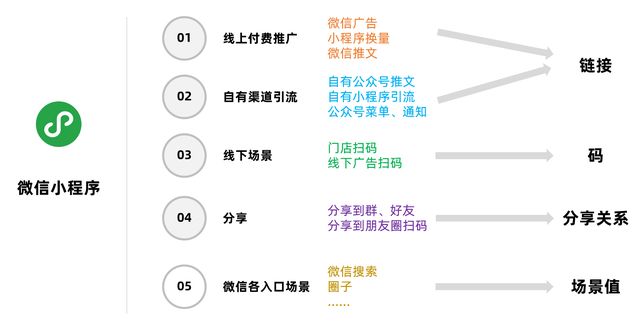 微信小程序
01
线上付费推广
微信广告
小程序换量
微信推文
链接
02
自有渠道引流
自有公众号推文
自有小程序引流
公众号菜单、通知
03
线下场景
门店扫码
线下广告扫码
码
04
分享
分享到群、好友
分享到朋友圈扫码
分享关系
05
微信各入口场景
微信搜索
圈子
......
场景值